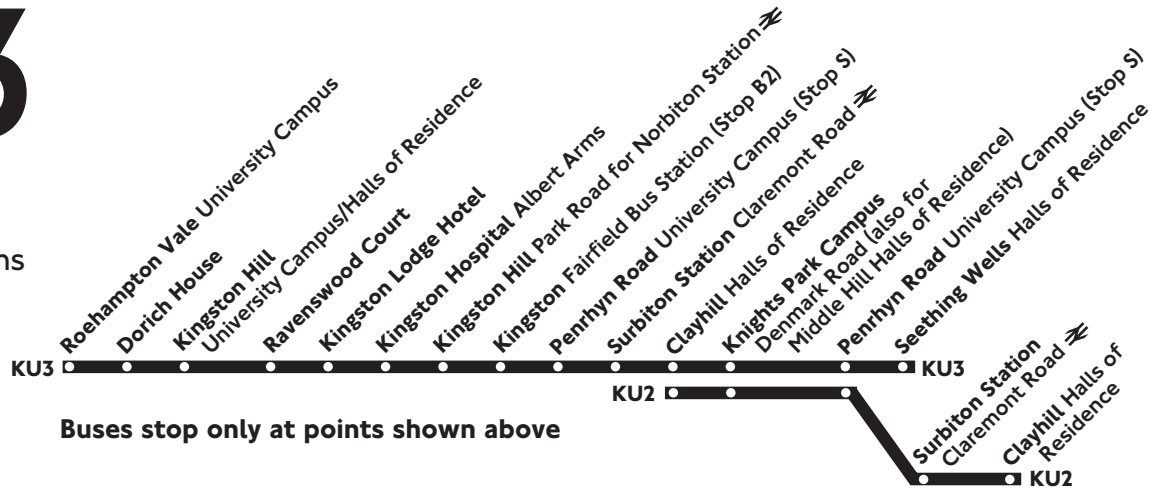 3
ns
Roehampton Vale University Campus
Dorich House
Kingston Hill
University Campus/Halls of Residence
Ravenswood Court
Kingston Lodge Hotel
Kingston Hospital Albert Arms
Kingston Hill Park Road for Norbiton Station
Kingston Fairfield Bus Station (Stop B2)
Penrhyn Road University Campus (Stop S)
Surbiton Station Claremont Road
Clayhill Halls of Residence
Knights Park Campus
Denmark Road (also for
Middle Hill Halls of Residence)
Penrhyn Road University Campus (Stop S)
Seething Wells Halls of Residence
KU3
KU3
KU2
Surbiton Station
Claremont Road
Clayhill Halls of
Residence
KU2
Buses stop only at points shown above